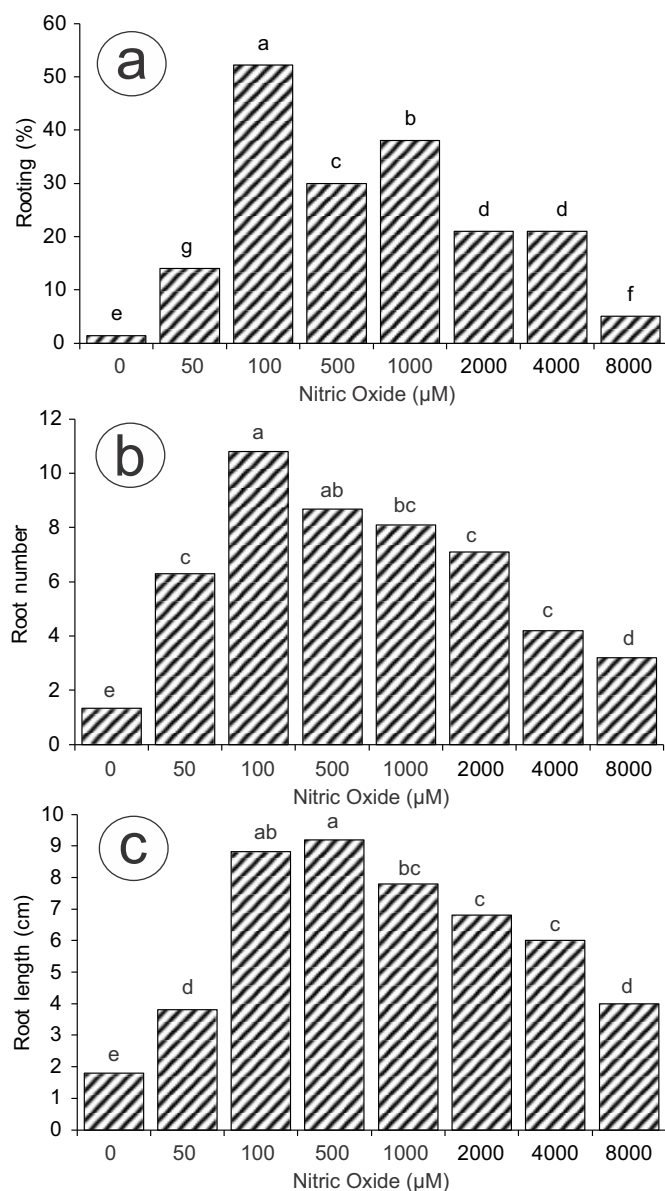 a
Rooting (%)
60
50
40
30
20
10
0
e
g
a
c
b
d
d
f
0 50 100 500 1000 2000 4000 8000
Nitric Oxide (µM)
b
Root number
12
10
8
6
4
2
0
e
c
a
ab
bc
c
c
d
0 50 100 500 1000 2000 4000 8000
Nitric Oxide (µM)
c
Root length (cm)
10
9
8
7
6
5
4
3
2
1
0
e
d
ab
a
bc
c
c
d
0 50 100 500 1000 2000 4000 8000
Nitric Oxide (µM)